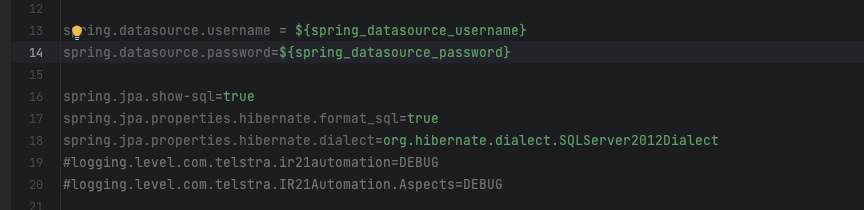 12
13 spring.datasource.username = ${spring_datasource_username}
14 spring.datasource.password=${spring_datasource_password}
15
16 spring.jpa.show-sql=true
17 spring.jpa.properties.hibernate.format_sql=true
18 spring.jpa.properties.hibernate.dialect=org.hibernate.dialect.SQLServer2012Dialect
19 #logging.level.com.telstra.ir21automation=DEBUG
20 #logging.level.com.telstra.IR21Automation.Aspects=DEBUG
21